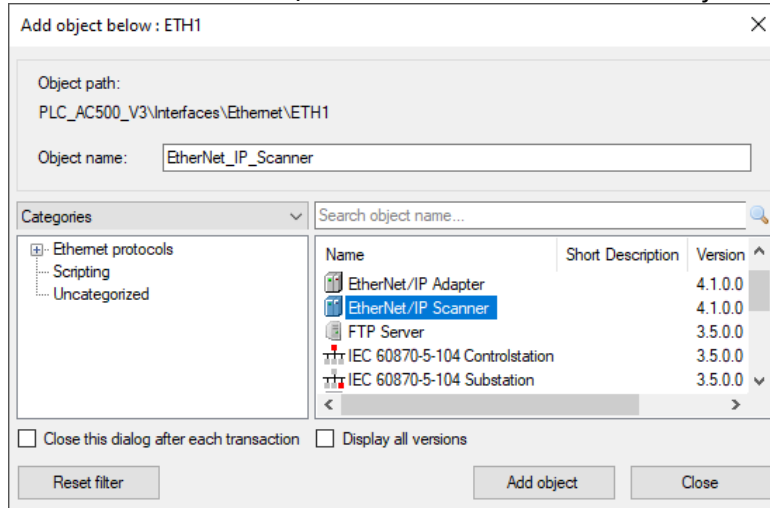 Add object below : ETH1
Object path:
PLC_AC500_V3\Interfaces\Ethernet\ETH1
Object name: EtherNet_IP_Scanner
Categories
Search object name...
Ethernet protocols
Scripting
Uncategorized
Name Short Description Version
EtherNet/IP Adapter 4.1.0.0
EtherNet/IP Scanner 4.1.0.0
FTP Server 3.5.0.0
IEC 60870-5-104 Controlstation 3.5.0.0
IEC 60870-5-104 Substation 3.5.0.0
Close this dialog after each transaction Display all versions
Reset filter Add object Close